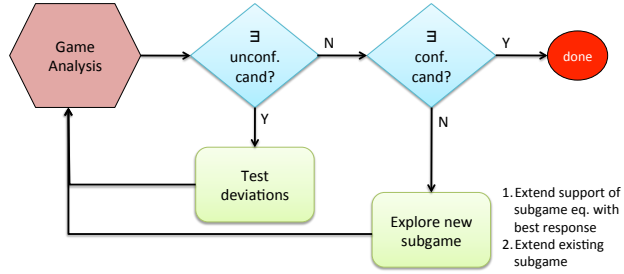 Game
Analysis
∃
unconf.
cand?
N
∃
conf.
cand?
Y
done
Y
N
Test
deviations
Explore new
subgame
1. Extend support of
subgame eq. with
best response
2. Extend existing
subgame